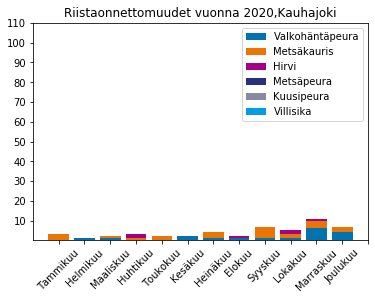 Riistaonnettomuudet vuonna 2020,Kauhajoki
110
100
90
80
70
60
50
40
30
20
10
Valkohäntäpeura
Metsäkauris
Hirvi
Metsäpeura
Kuusipeura
Villisika
Tammikuu
Helmikuu
Maaliskuu
Huhtikuu
Toukokuu
Kesäkuu
Heinäkuu
Elokuu
Syyskuu
Lokakuu
Marraskuu
Joulukuu